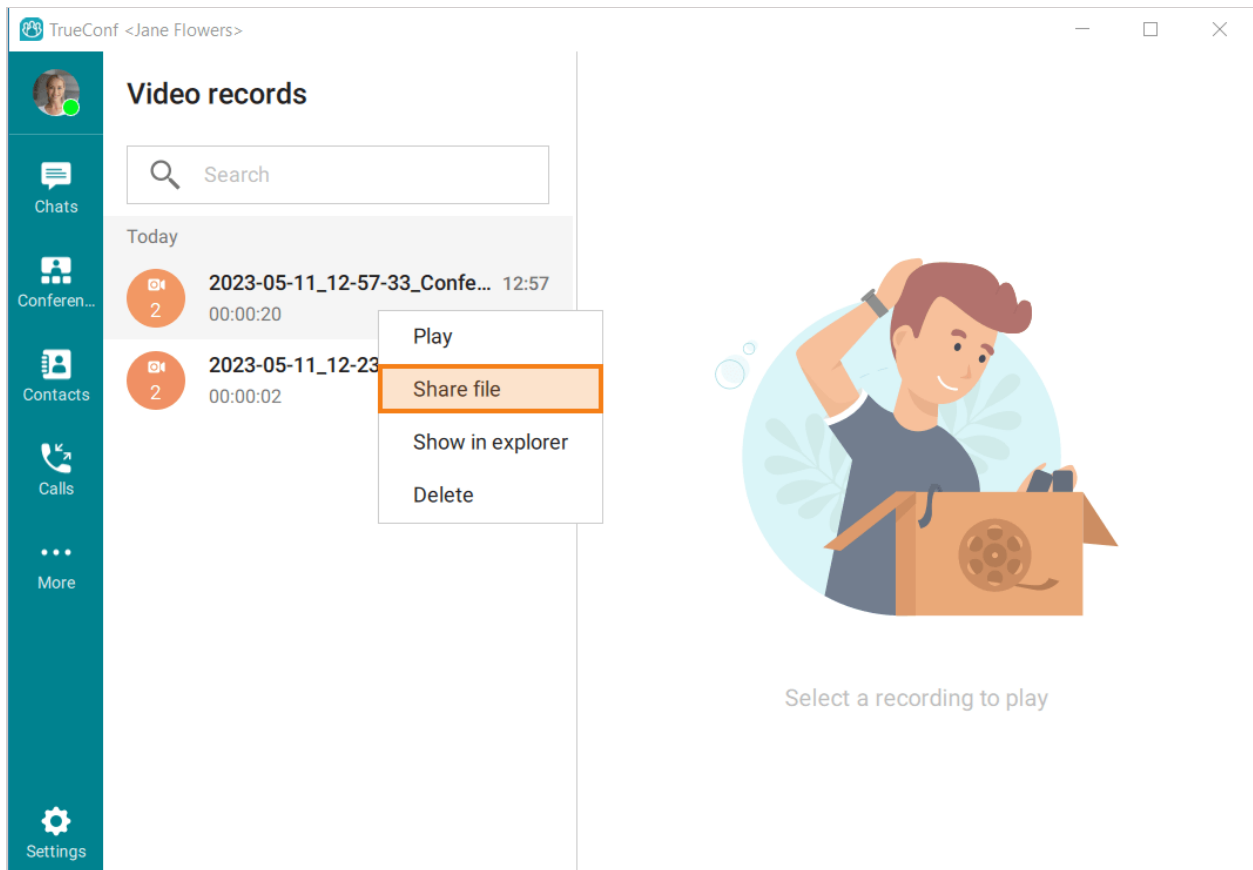 TrueConf <Jane Flowers>
Video records
Search
Chats
Today
2023-05-11_12-57-33_Confe... 12:57
2
00:00:20
Conferen...
Play
2023-05-11_12-23
2
00:00:02
Share file
Contacts
Show in explorer
Calls
Delete
More
Select a recording to play
Settings